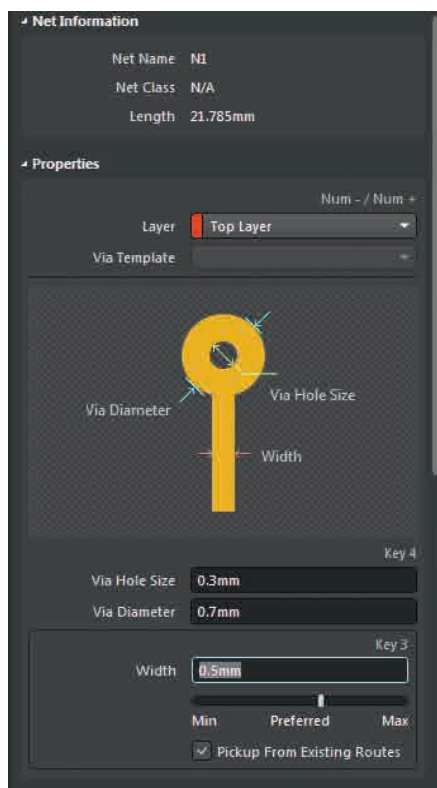 Net Information
Net Name N1
Net Class N/A
Length 21.785mm
Properties
Num - / Num +
Layer Top Layer
Via Template
Via Hole Size
Via Diameter
Width
Key 4
Via Hole Size 0.3mm
Via Diameter 0.7mm
Key 3
Width 0.5mm
Min Preferred Max
Pickup From Existing Routes